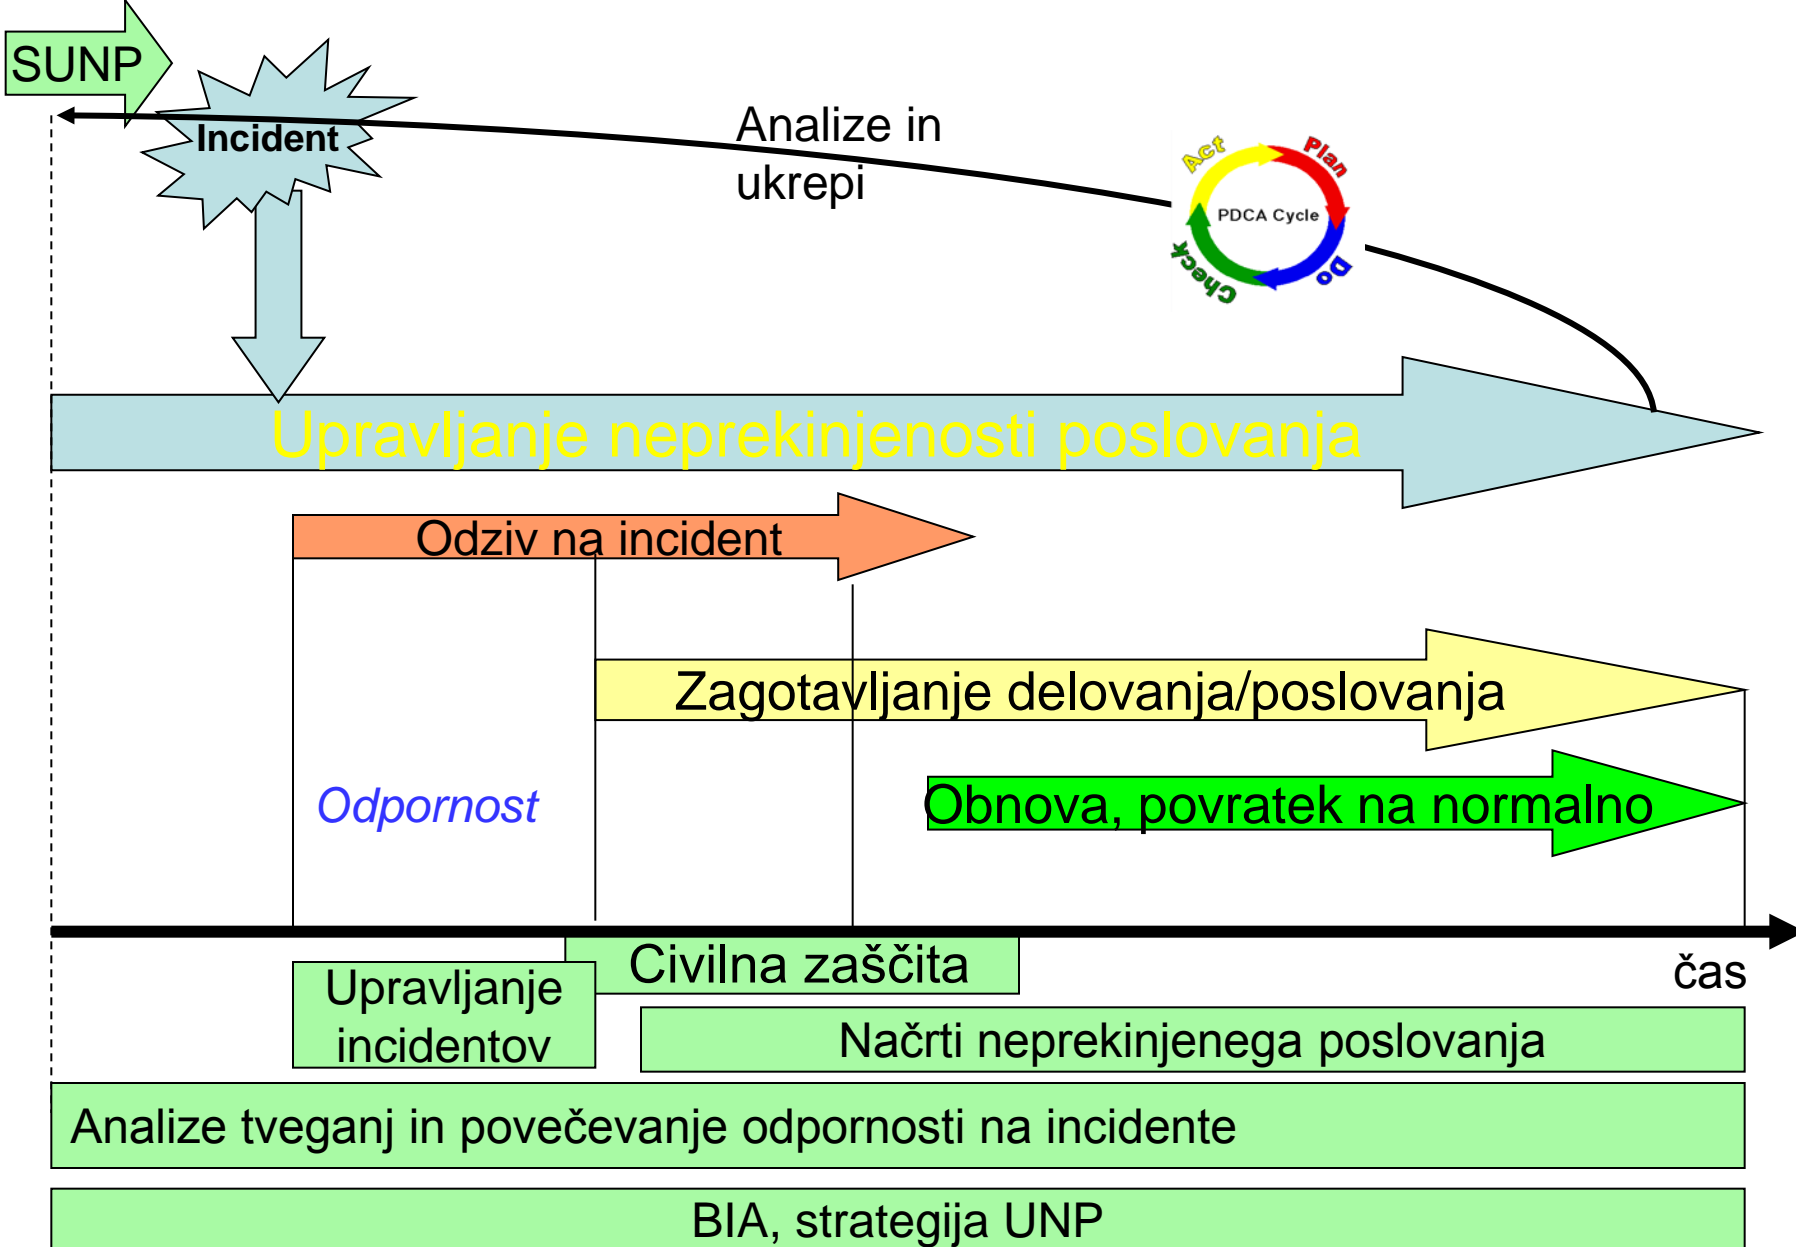 SUNP
Incident
Analize in
ukrepi
Act
Plan
PDCA Cycle
Check
Do
Upravljanje neprekinjenosti poslovanja
Odziv na incident
Zagotavljanje delovanja/poslovanja
Odpornost
Obnova, povratek na normalno
čas
Civilna zaščita
Upravljanje
incidentov
Načrti neprekinjenega poslovanja
Analize tveganj in povečevanje odpornosti na incidente
BIA, strategija UNP